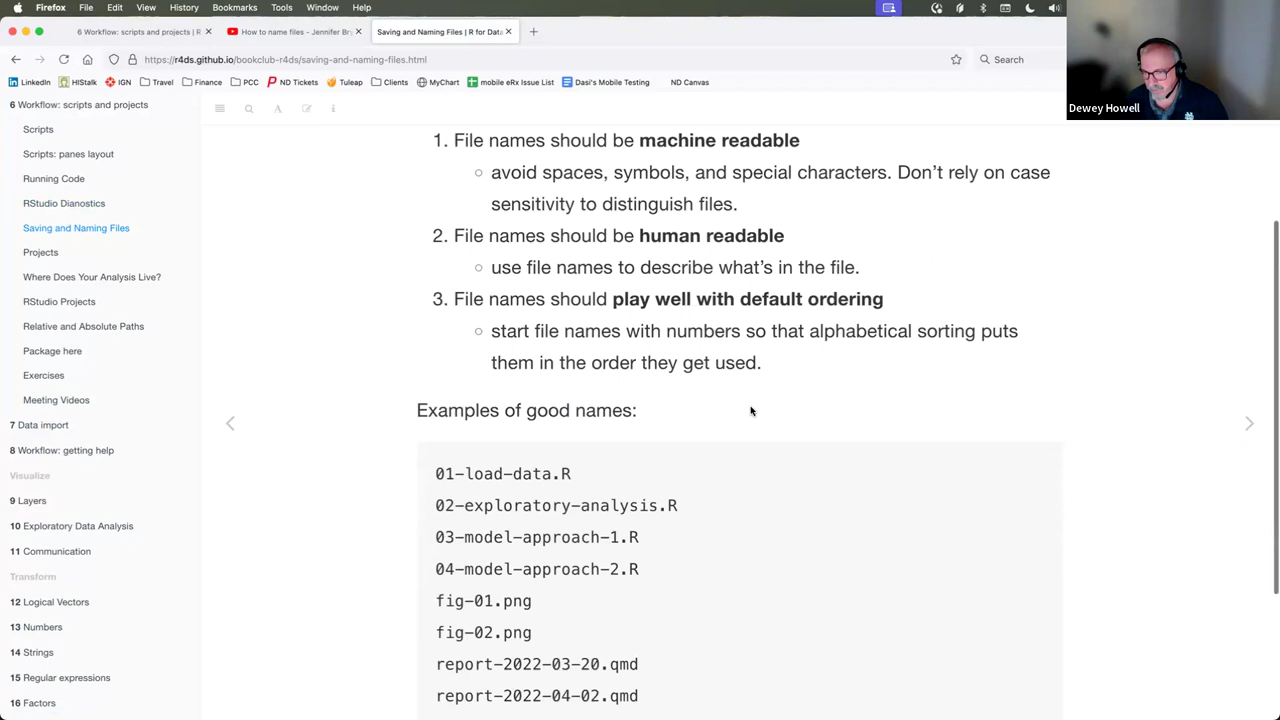 Firefox File Edit View History Bookmarks Tools Window Help
6 Workflow: scripts and projects | R
How to name files - Jennifer Br
Saving and Naming Files | R for Data
https://r4ds.github.io/bookclub-r4ds/saving-and-naming-files.html
Search
LinkedIn HIStalk IGN Travel Finance PCC ND Tickets Tuleap Clients MyChart mobile eRx Issue List Dasi's Mobile Testing ND Canvas
Dewey Howell
6 Workflow: scripts and projects
Scripts
Scripts: panes layout
Running Code
RStudio Dianostics
Saving and Naming Files
Projects
Where Does Your Analysis Live?
RStudio Projects
Relative and Absolute Paths
Package here
Exercises
Meeting Videos
7 Data import
8 Workflow: getting help
Visualize
9 Layers
10 Exploratory Data Analysis
11 Communication
Transform
12 Logical Vectors
13 Numbers
14 Strings
15 Regular expressions
16 Factors
1. File names should be machine readable
avoid spaces, symbols, and special characters. Don't rely on case
sensitivity to distinguish files.
2. File names should be human readable
use file names to describe what's in the file.
3. File names should play well with default ordering
start file names with numbers so that alphabetical sorting puts
them in the order they get used.
Examples of good names:
01-load-data.R
02-exploratory-analysis.R
03-model-approach-1.R
04-model-approach-2.R
fig-01.png
fig-02.png
report-2022-03-20.qmd
report-2022-04-02.qmd